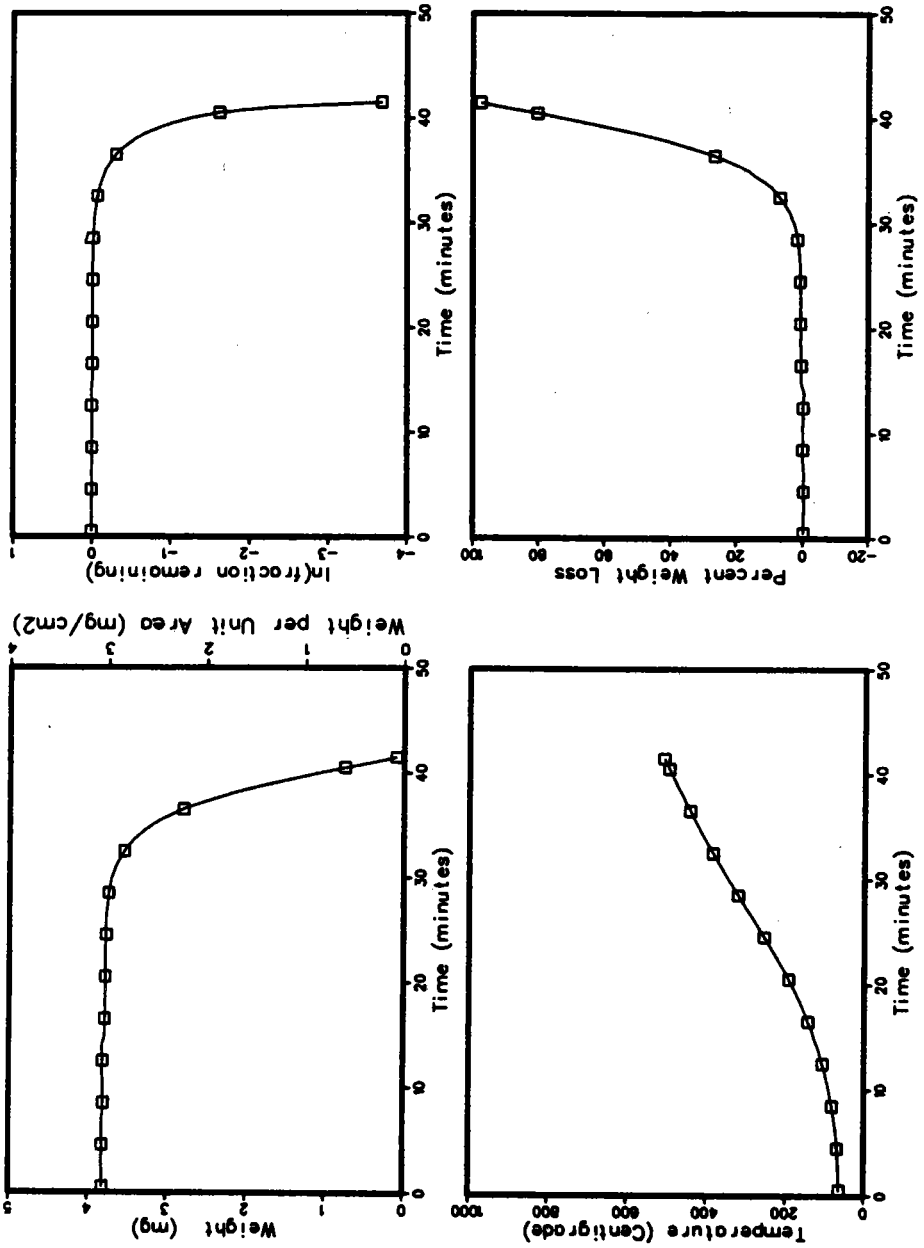 Weight (mg)
5
4
3
2
1
0
0 10 20 30 40 50
Time (minutes)
4
3
2
1
0
Weight per Unit Area (mg/cm2)
ln(fraction remaining)
1
0
-1
-2
-3
-4
0 10 20 30 40 50
Time (minutes)
Temperature (Centigrade)
1000
800
600
400
200
0
0 10 20 30 40 50
Time (minutes)
Percent Weight Loss
100
80
60
40
20
0
-20
0 10 20 30 40 50
Time (minutes)